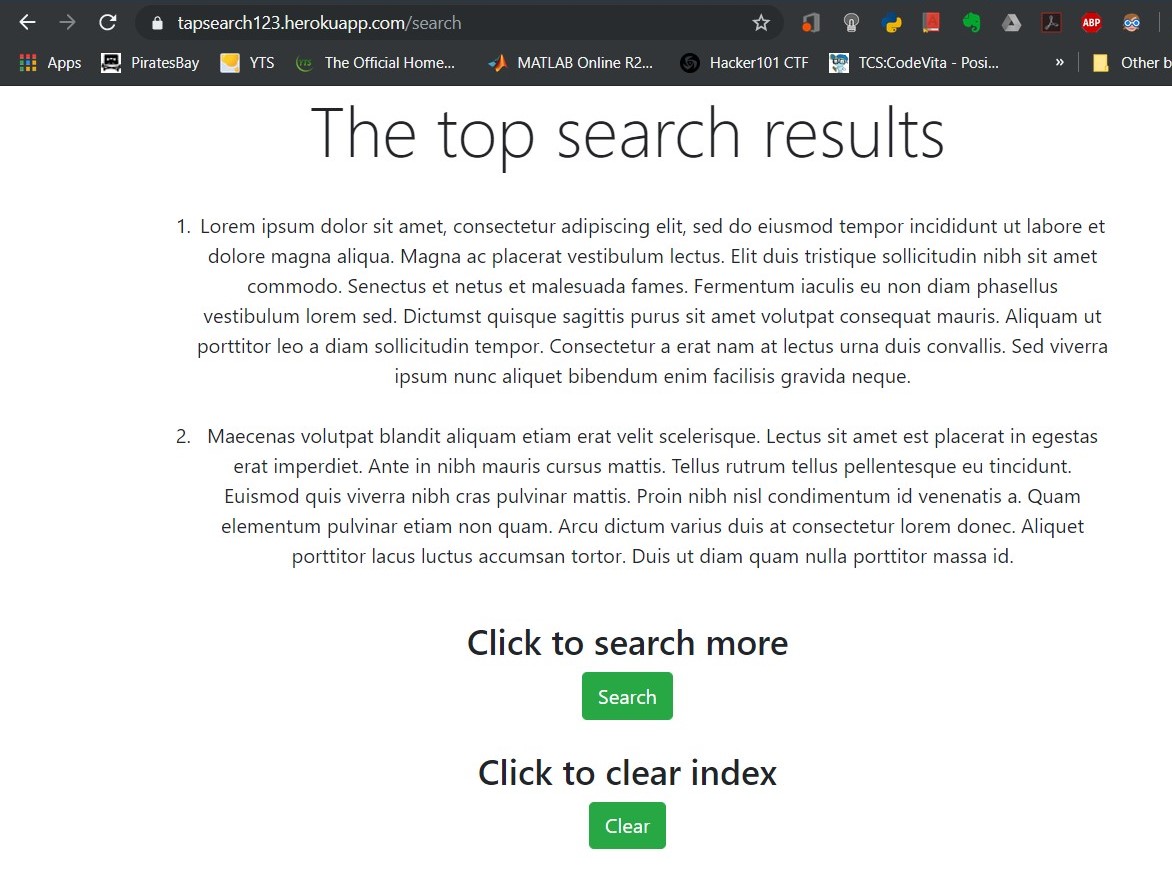 tapsearch123.herokuapp.com/search
ABP
Apps PiratesBay YTS The Official Home... MATLAB Online R2... Hacker101 CTF TCS:CodeVita - Posi... » Other b
The top search results
1. Lorem ipsum dolor sit amet, consectetur adipiscing elit, sed do eiusmod tempor incididunt ut labore et
dolore magna aliqua. Magna ac placerat vestibulum lectus. Elit duis tristique sollicitudin nibh sit amet
commodo. Senectus et netus et malesuada fames. Fermentum iaculis eu non diam phasellus
vestibulum lorem sed. Dictumst quisque sagittis purus sit amet volutpat consequat mauris. Aliquam ut
porttitor leo a diam sollicitudin tempor. Consectetur a erat nam at lectus urna duis convallis. Sed viverra
ipsum nunc aliquet bibendum enim facilisis gravida neque.
2. Maecenas volutpat blandit aliquam etiam erat velit scelerisque. Lectus sit amet est placerat in egestas
erat imperdiet. Ante in nibh mauris cursus mattis. Tellus rutrum tellus pellentesque eu tincidunt.
Euismod quis viverra nibh cras pulvinar mattis. Proin nibh nisl condimentum id venenatis a. Quam
elementum pulvinar etiam non quam. Arcu dictum varius duis at consectetur lorem donec. Aliquet
porttitor lacus luctus accumsan tortor. Duis ut diam quam nulla porttitor massa id.
Click to search more
Search
Click to clear index
Clear